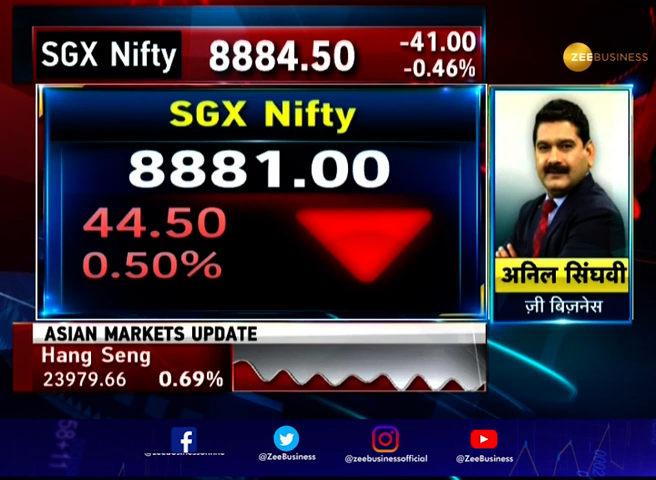 SGX Nifty 8884.50 -41.00
-0.46%
ZEEBUSINESS
SGX Nifty
8881.00
44.50
0.50%
अनिल सिंघवी
ज़ी बिज़नेस
ASIAN MARKETS UPDATE
Hang Seng
23979.66 0.69%
@ZeeBusiness
@zeebusinessofficial
@ZeeBusiness